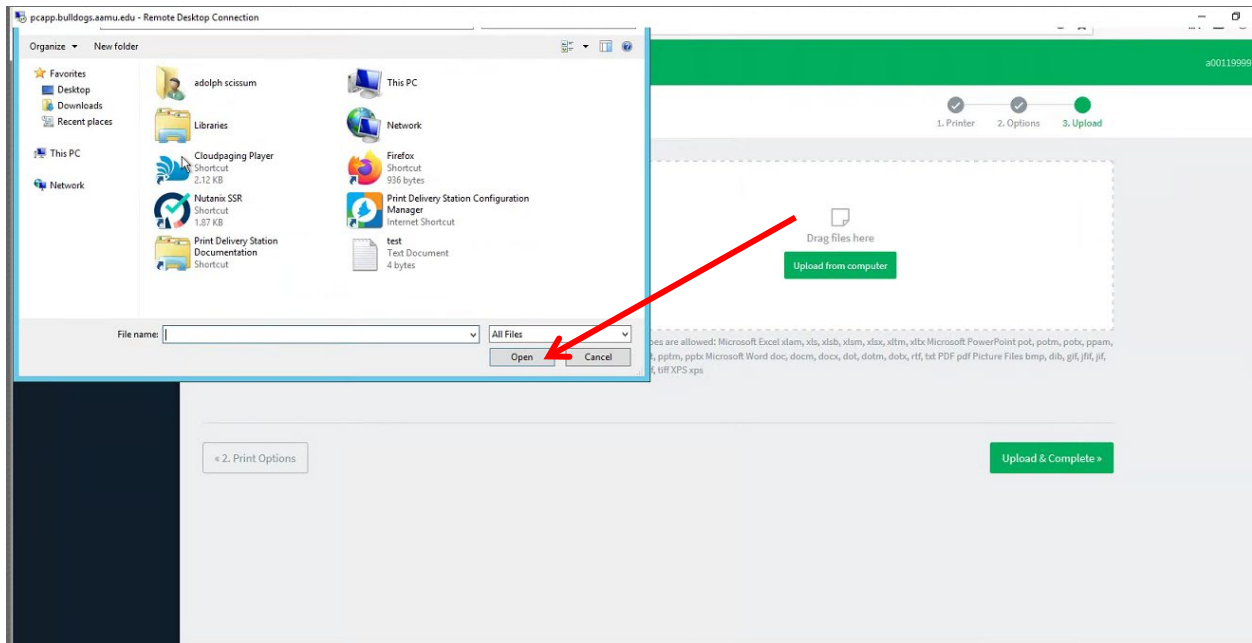 pcapp.bulldogs.aamu.edu - Remote Desktop Connection
Organize
New folder
Favorites
Desktop
Downloads
Recent places
This PC
Network
adolph scissum
This PC
Libraries
Network
Cloudpaging Player
Shortcut
2.12 KB
Firefox
Shortcut
936 bytes
Nutanix SSR
Shortcut
1.87 KB
Print Delivery Station Configuration
Manager
Internet Shortcut
Print Delivery Station
Documentation
Shortcut
test
Text Document
4 bytes
File name:
All Files
Open
Cancel
a00119999
1. Printer
2. Options
3. Upload
Drag files here
Upload from computer
are allowed: Microsoft Excel xlam, xls, xlsb, xlsm, xlsx, xltm, xltx Microsoft PowerPoint pot, potm, potx, ppam,
pptm, pptx Microsoft Word doc, docm, docx, dot, dotm, dotx, rtf, txt PDF pdf Picture Files bmp, dib, gif, jfif, jif,
tiff XPS xps
« 2. Print Options
Upload & Complete »